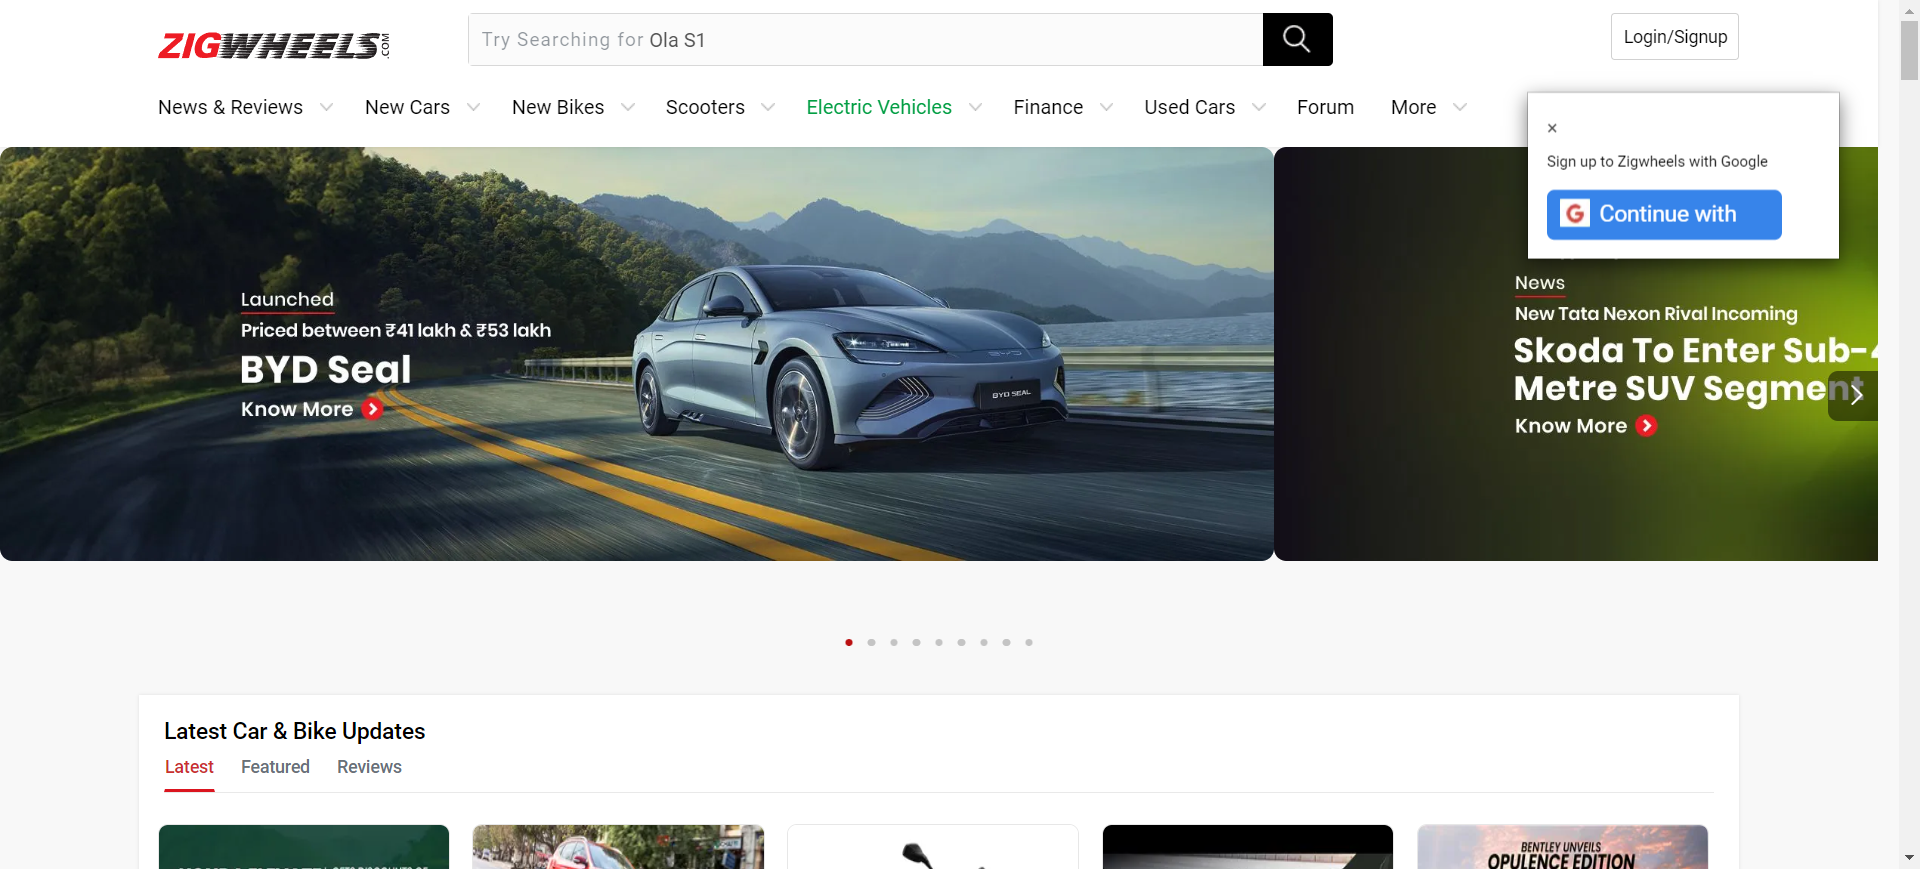 ZIGWHEELS.COM
Try Searching for Ola S1
Login/Signup
News & Reviews
New Cars
New Bikes
Scooters
Electric Vehicles
Finance
Used Cars
Forum
More
×
Sign up to Zigwheels with Google
G Continue with
Launched
Priced between ₹41 lakh & ₹53 lakh
BYD Seal
Know More
BYD
BYD SEAL
News
New Tata Nexon Rival Incoming
Skoda To Enter Sub-4
Metre SUV Segment
Know More
Latest Car & Bike Updates
Latest
Featured
Reviews
BENTLEY UNVEILS
OPULENCE EDITION